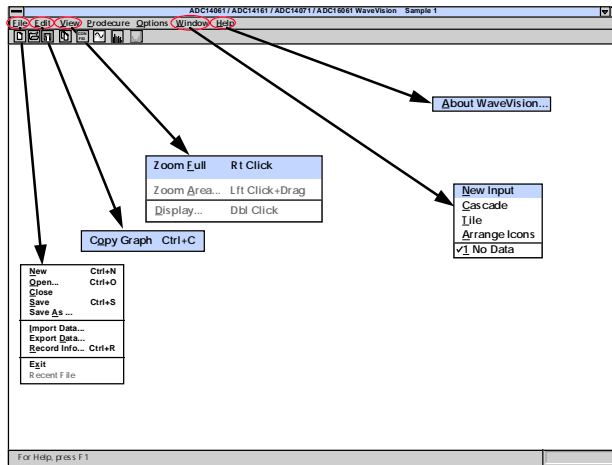 ADC14061 / ADC14161 / ADC14071 / ADC16061 WaveVision Sample 1
File Edit View Prodecure Options Window Help
About WaveVision...
Zoom Full Rt Click
Zoom Area... Lft Click+Drag
Display... Dbl Click
New Input
Cascade
Tile
Arrange Icons
✓1 No Data
Copy Graph Ctrl+C
New Ctrl+N
Open... Ctrl+O
Close
Save Ctrl+S
Save As ...
Import Data...
Export Data...
Record Info... Ctrl+R
Exit
Recent File
For Help, press F1